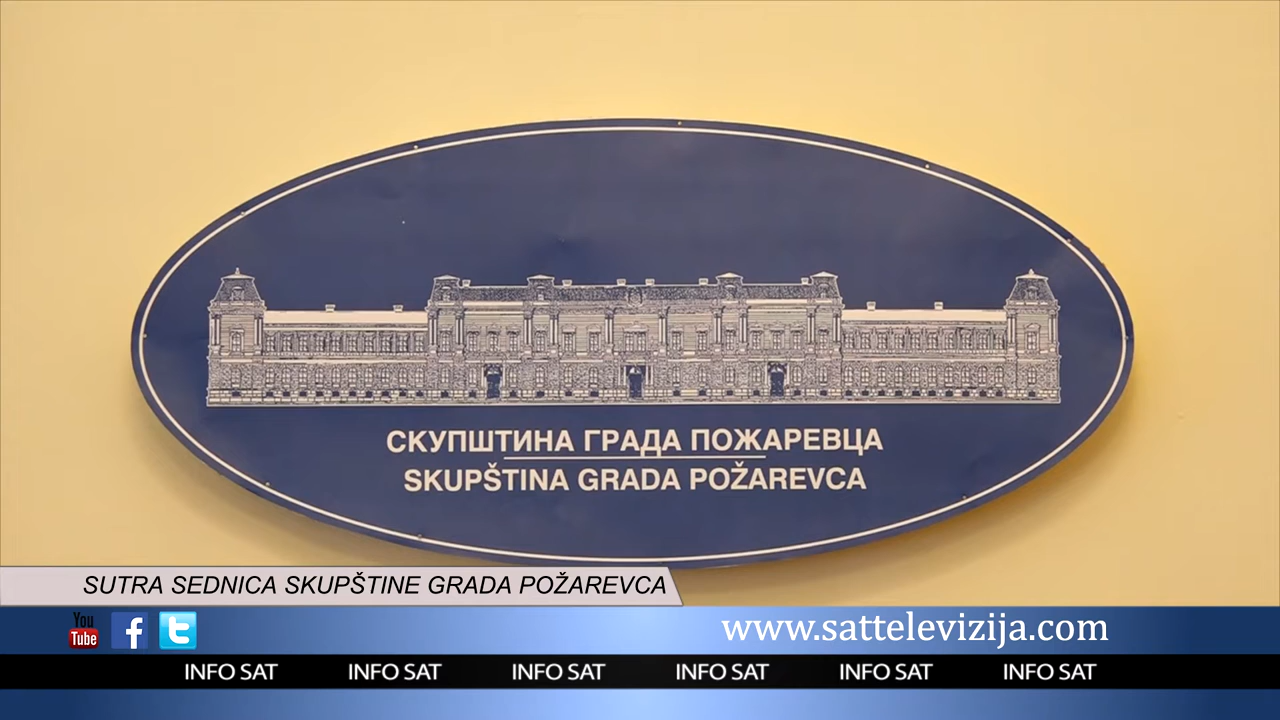 СКУПШТИНА ГРАДА ПОЖАРЕВЦА
SKUPŠTINA GRADA POŽAREVCA
SUTRA SEDNICA SKUPŠTINE GRADA POŽAREVCA
You
Tube
f
t
www.sattelevizija.com
INFO SAT INFO SAT INFO SAT INFO SAT INFO SAT INFO SAT